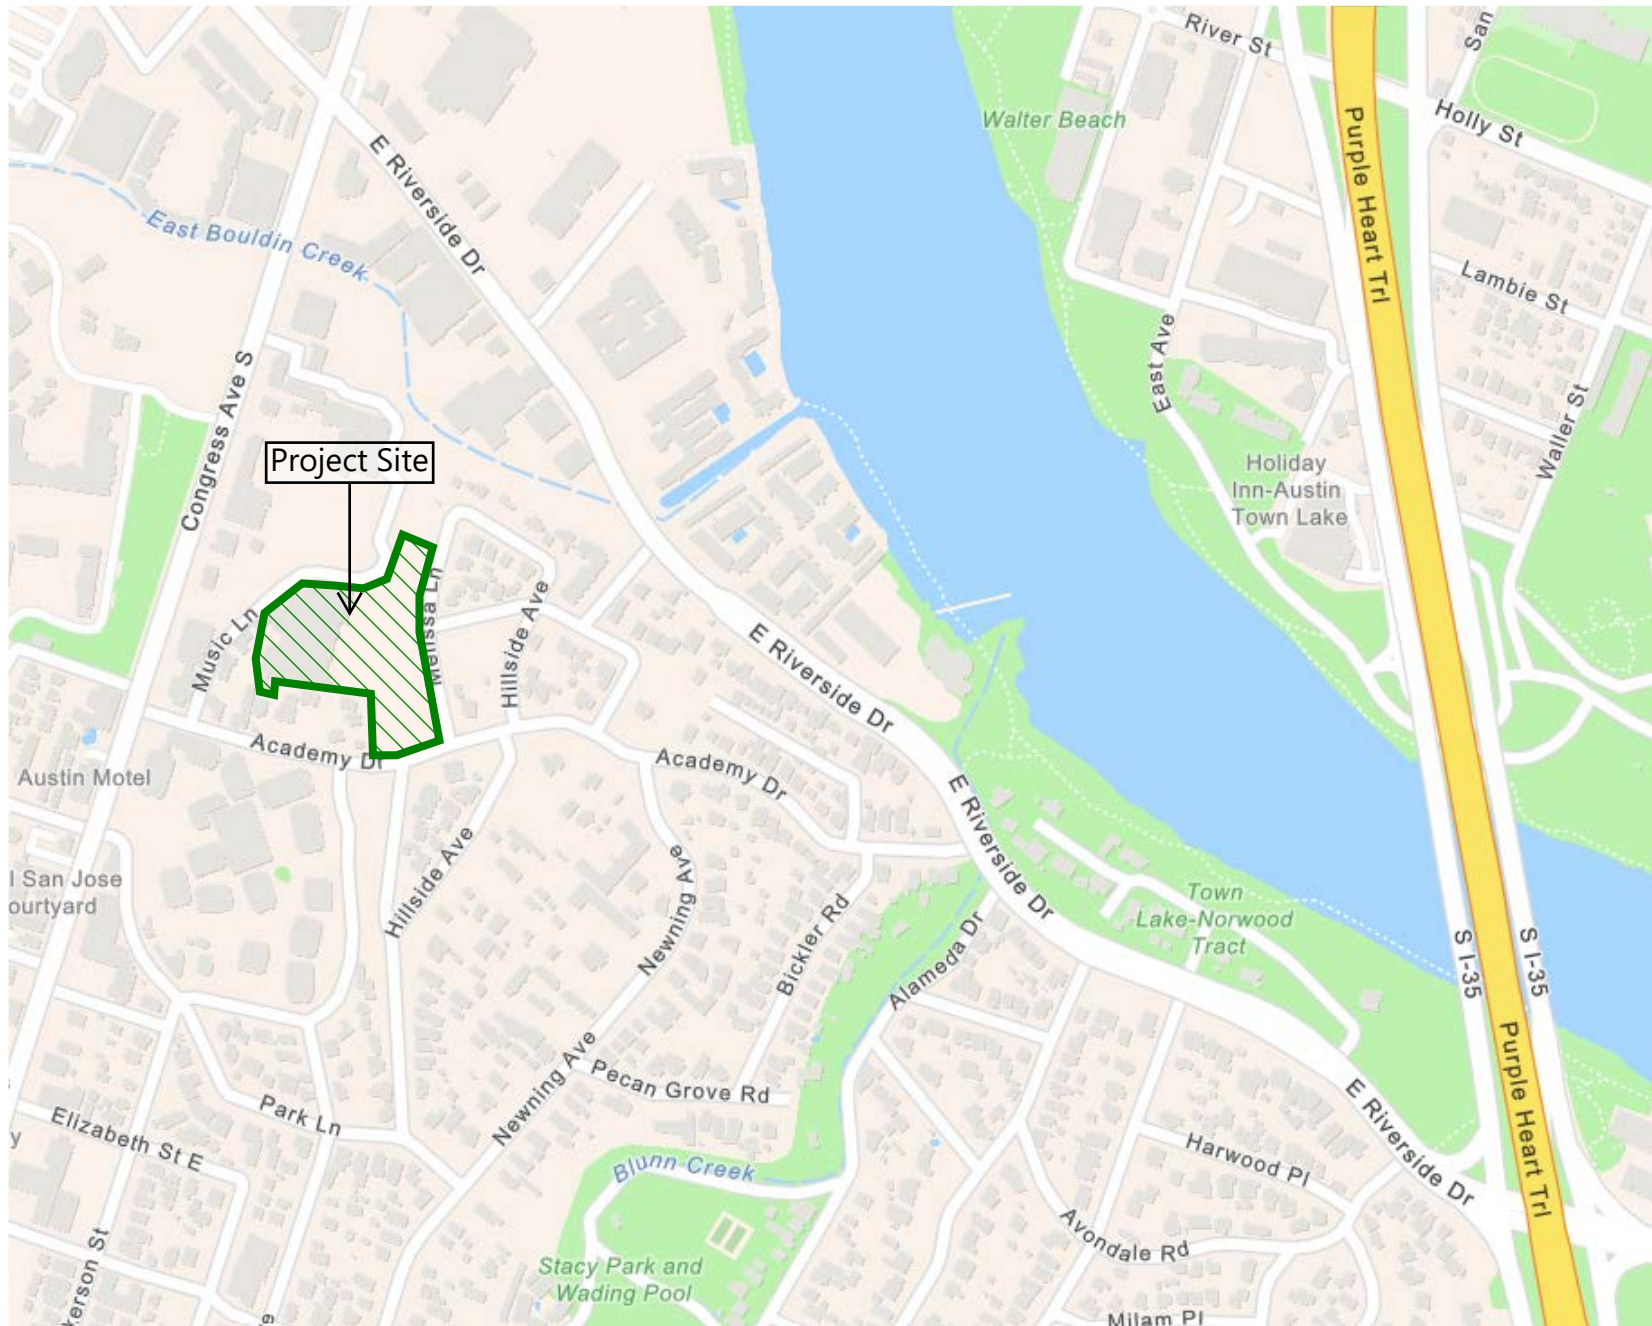 River St
San
Holly St
Walter Beach
Purple Heart Trl
E Riverside Dr
East Bouldin Creek
Lambie St
East Ave
Waller St
Congress Ave S
Project Site
Holiday
Inn-Austin
Town Lake
Melissa Ln
Music Ln
Hillside Ave
E Riverside Dr
Academy Dr
Academy Dr
Austin Motel
E Riverside Dr
Hillside Ave
Newning Ave
Bickler Rd
l San Jose
ourtyard
Town
Lake-Norwood
Tract
Alameda Dr
S I-35
S I-35
Purple Heart Trl
Newning Ave
Pecan Grove Rd
Park Ln
Elizabeth St E
ry
E Riverside Dr
Harwood Pl
Blunn Creek
Avondale Rd
Stacy Park and
Wading Pool
kerson St
e
Milam Pl